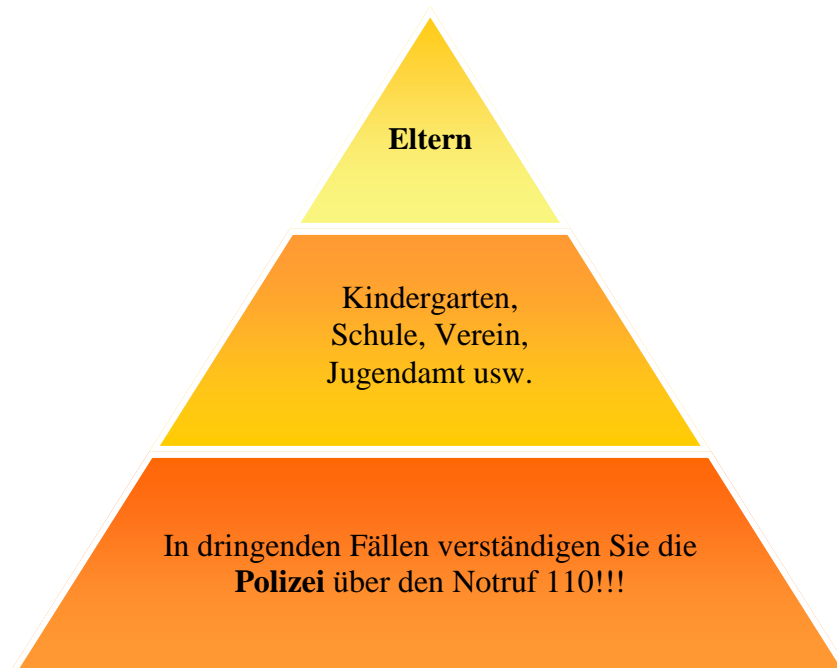 Eltern
Kindergarten,
Schule, Verein,
Jugendamt usw.
In dringenden Fällen verständigen Sie die
Polizei über den Notruf 110!!!